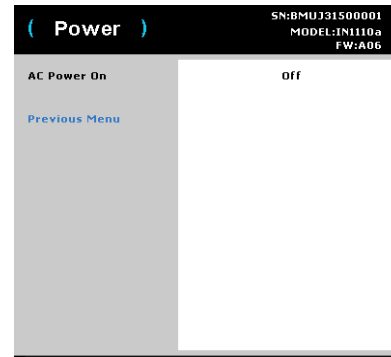 ( Power )
SN:BMUJ31500001
MODEL:IN1110a
FW:A06
AC Power On
Off
Previous Menu